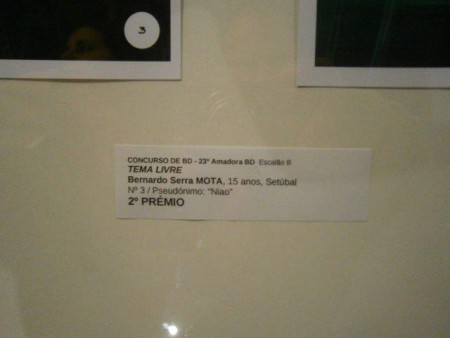 3
CONCURSO DE BD - 23º Amadora BD Escalão B
TEMA LIVRE
Bernardo Serra MOTA, 15 anos, Setúbal
Nº 3 / Pseudónimo: "Niao"
2º PRÉMIO